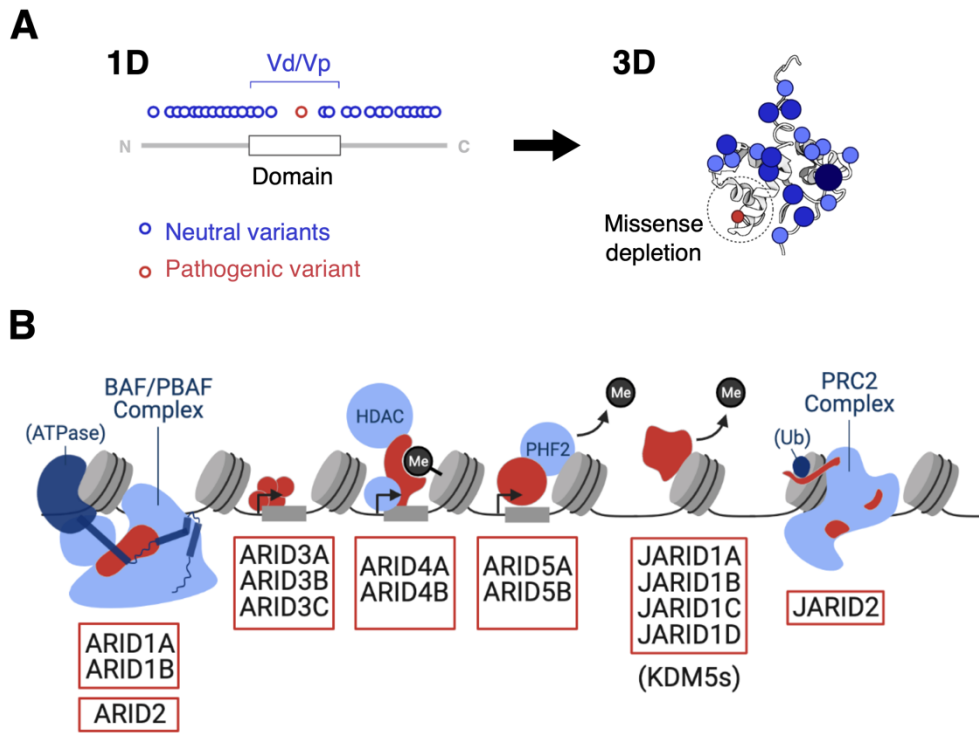 A
1D
Vd/Vp
3D
N
C
Domain
Missense
depletion
Neutral variants
Pathogenic variant
B
BAF/PBAF
Complex
(ATPase)
HDAC
Me
PHF2
Me
Me
PRC2
Complex
(Ub)
ARID1A
ARID1B
ARID2
ARID3A
ARID3B
ARID3C
ARID4A
ARID4B
ARID5A
ARID5B
JARID1A
JARID1B
JARID1C
JARID1D
(KDM5s)
JARID2